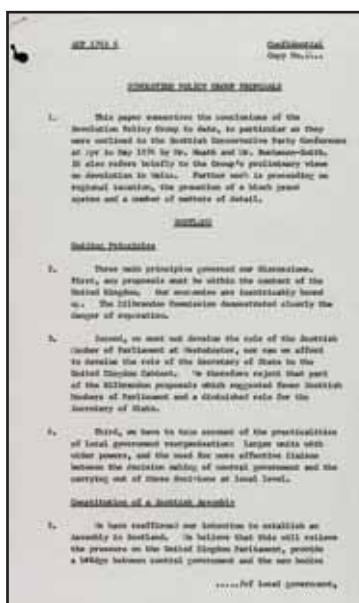 Confidential
Copy No.
DEVOLUTION POLICY GROUP PROPOSALS
1. This paper summarises the conclusions of the
Devolution Policy Group to date, in particular as they
were outlined to the Scottish Conservative Party Conference
at Ayr in May 1974 by Mr. Heath and Mr. Buchanan-Smith.
It also refers briefly to the Group's preliminary views
on devolution in Wales. Further work is proceeding on
regional taxation, the promotion of a block grant
system and a number of matters of detail.
SCOTLAND
Guiding Principles
2. Three main principles governed our discussions.
First, any proposals must be within the context of the
United Kingdom. Our economies are inextricably bound
up. The Kilbrandon Commission demonstrated clearly the
danger of separation.
3. Second, we must not devalue the role of the Scottish
Member of Parliament at Westminster, nor can we afford
to devalue the role of the Secretary of State in the
United Kingdom Cabinet. We therefore reject that part
of the Kilbrandon proposals which suggested fewer Scottish
Members of Parliament and a diminished role for the
Secretary of State.
4. Third, we have to take account of the practicalities
of local government reorganisation: larger units with
wider powers, and the need for more effective liaison
between the decision making of central government and the
carrying out of those decisions at local level.
Constitution of a Scottish Assembly
5. We have reaffirmed our intention to establish an
Assembly in Scotland. We believe that this will relieve
the pressure on the United Kingdom Parliament, provide
a bridge between central government and the new bodies
.....of local government,